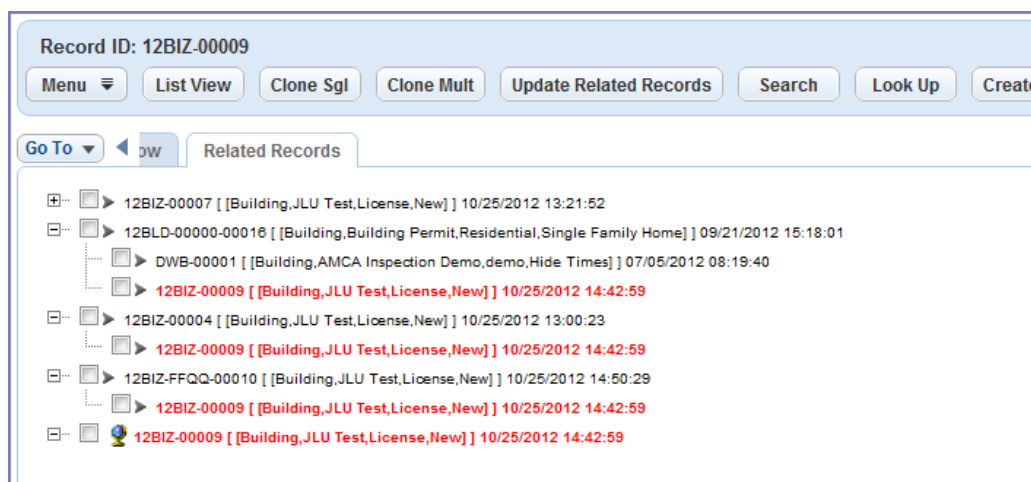 Record ID: 12BIZ-00009
Menu List View Clone Sgl Clone Mult Update Related Records Search Look Up Create
Go To ow Related Records
12BIZ-00007 [ [Building,JLU Test,License,New] ] 10/25/2012 13:21:52
12BLD-00000-00016 [ [Building,Building Permit,Residential,Single Family Home] ] 09/21/2012 15:18:01
DWB-00001 [ [Building,AMCA Inspection Demo,demo,Hide Times] ] 07/05/2012 08:19:40
12BIZ-00009 [ [Building,JLU Test,License,New] ] 10/25/2012 14:42:59
12BIZ-00004 [ [Building,JLU Test,License,New] ] 10/25/2012 13:00:23
12BIZ-00009 [ [Building,JLU Test,License,New] ] 10/25/2012 14:42:59
12BIZ-FFQQ-00010 [ [Building,JLU Test,License,New] ] 10/25/2012 14:50:29
12BIZ-00009 [ [Building,JLU Test,License,New] ] 10/25/2012 14:42:59
12BIZ-00009 [ [Building,JLU Test,License,New] ] 10/25/2012 14:42:59